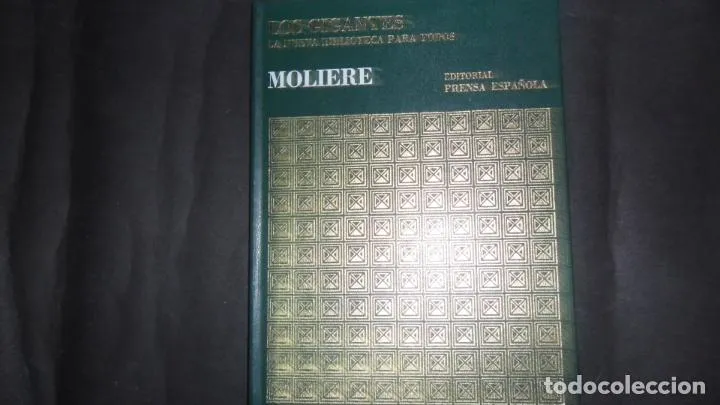 LOS GIGANTES
LA NUEVA BIBLIOTECA PARA TODOS
MOLIERE
EDITORIAL
PRENSA ESPAÑOLA
todocoleccion